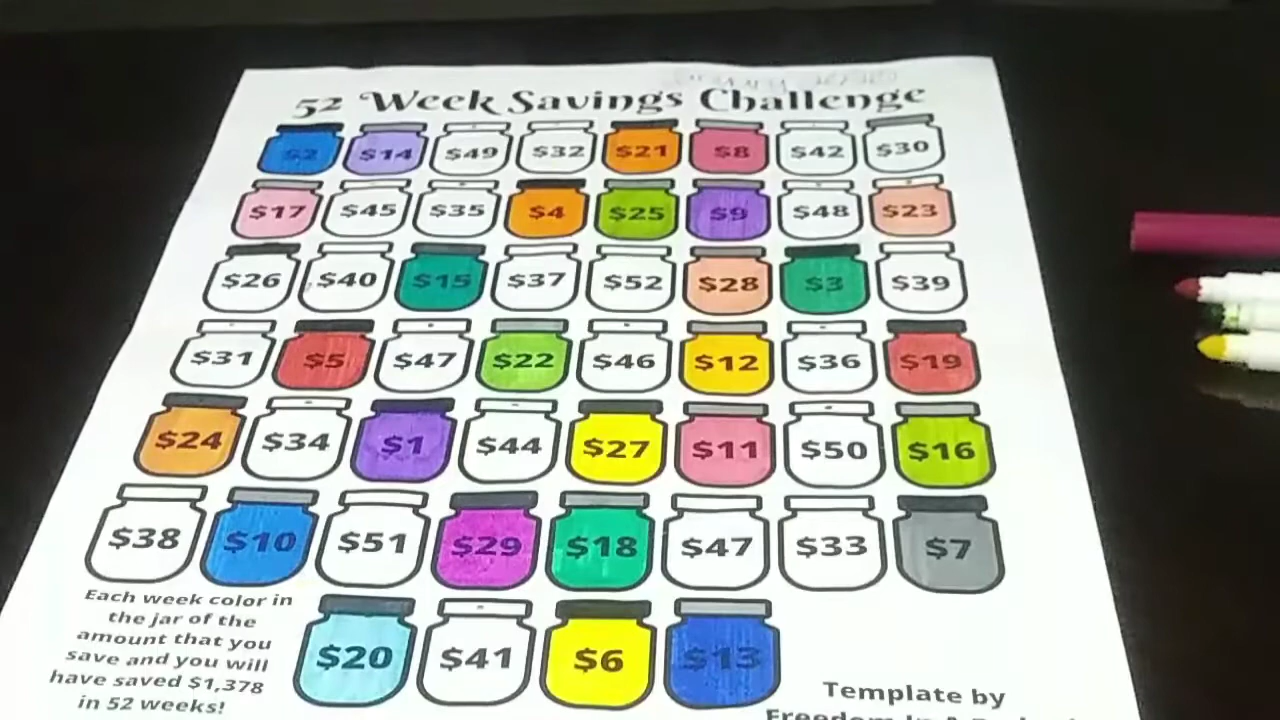 52 Week Savings Challenge
$2 $14 $49 $32 $21 $8 $42 $30
$17 $45 $35 $4 $25 $9 $48 $23
$26 $40 $15 $37 $52 $28 $3 $39
$31 $5 $47 $22 $46 $12 $36 $19
$24 $34 $1 $44 $27 $11 $50 $16
$38 $10 $51 $29 $18 $47 $33 $7
$20 $41 $6 $13
Each week color in
the jar of the
amount that you
save and you will
have saved $1,378
in 52 weeks!
Template by
Freedom In A